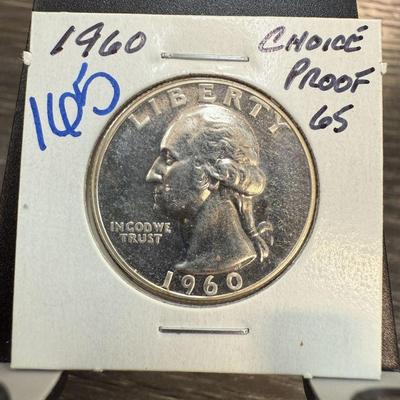 1960
165
CHOICE
PROOF
65
LIBERTY
IN GOD WE
TRUST
1960